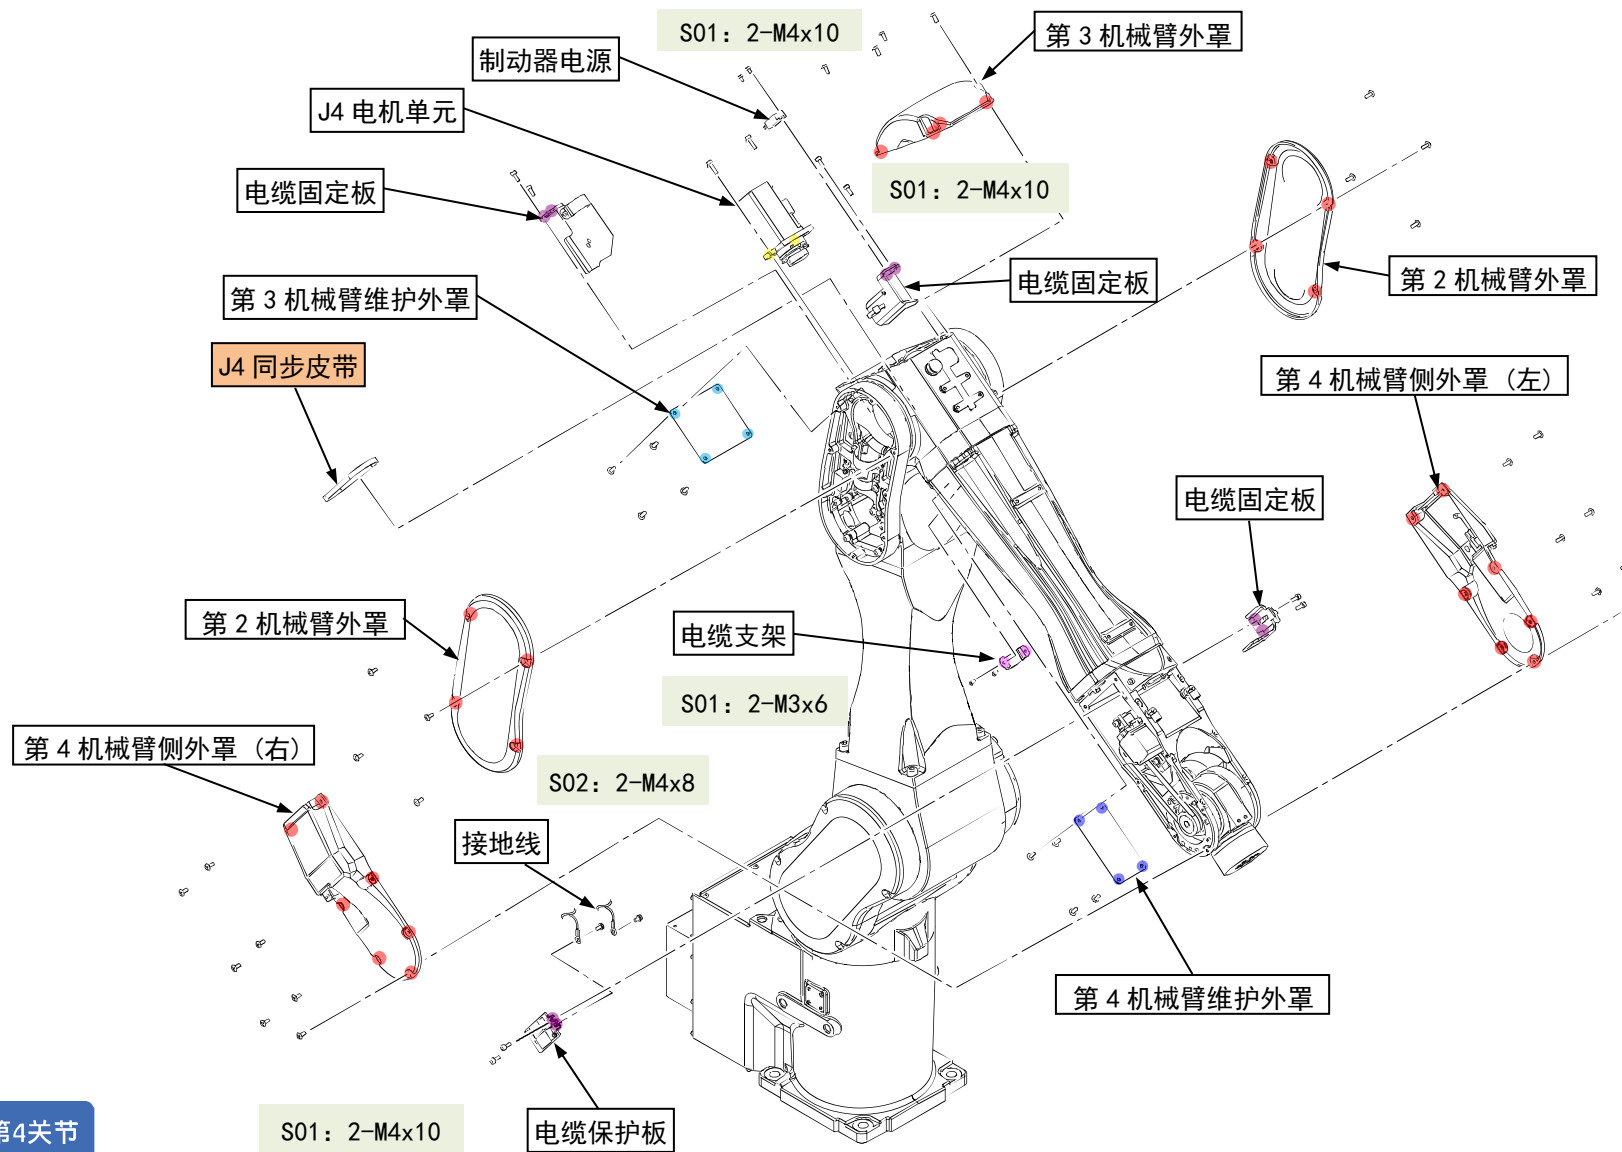 S01: 2-M4x10
第 3 机械臂外罩
制动器电源
J4 电机单元
电缆固定板
S01: 2-M4x10
第 3 机械臂维护外罩
电缆固定板
第 2 机械臂外罩
J4 同步皮带
第 4 机械臂侧外罩 (左)
电缆固定板
第 2 机械臂外罩
电缆支架
S01: 2-M3x6
第 4 机械臂侧外罩 (右)
S02: 2-M4x8
接地线
第 4 机械臂维护外罩
第4关节
S01: 2-M4x10
电缆保护板